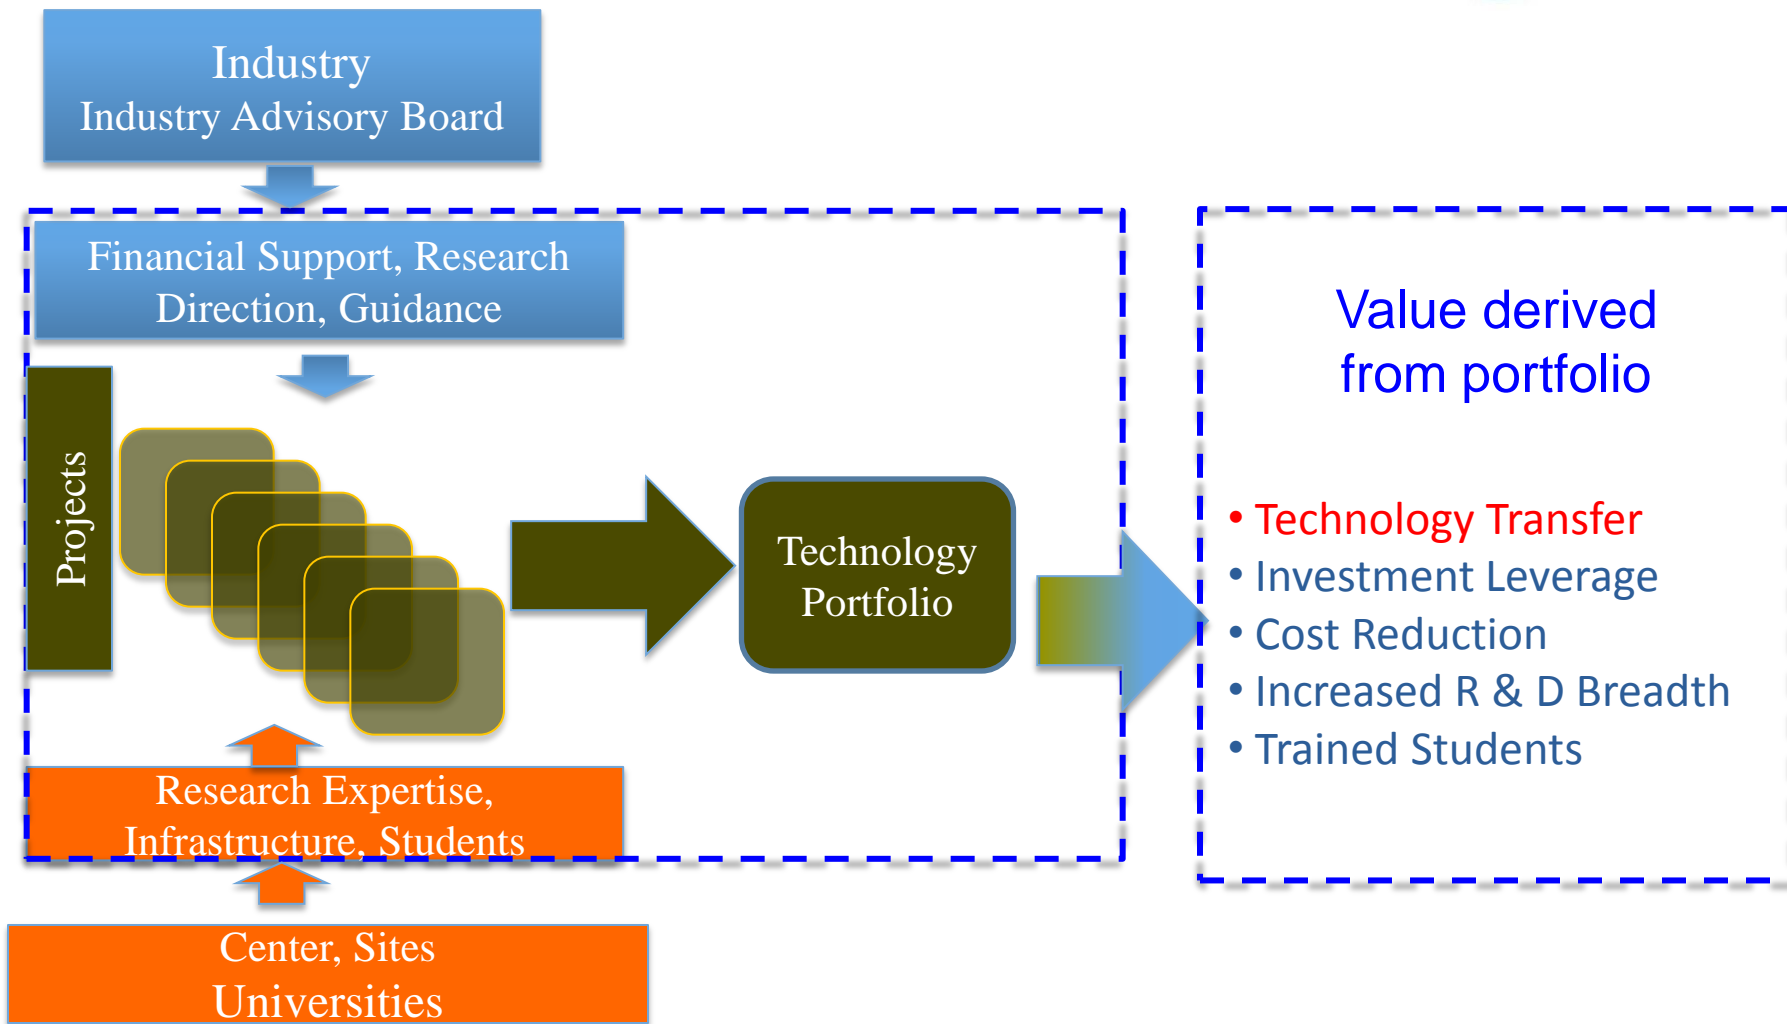 Industry
Industry Advisory Board
Financial Support, Research
Direction, Guidance
Projects
Technology
Portfolio
Research Expertise,
Infrastructure, Students
Center, Sites
Universities
Value derived
from portfolio
• Technology Transfer
• Investment Leverage
• Cost Reduction
• Increased R & D Breadth
• Trained Students